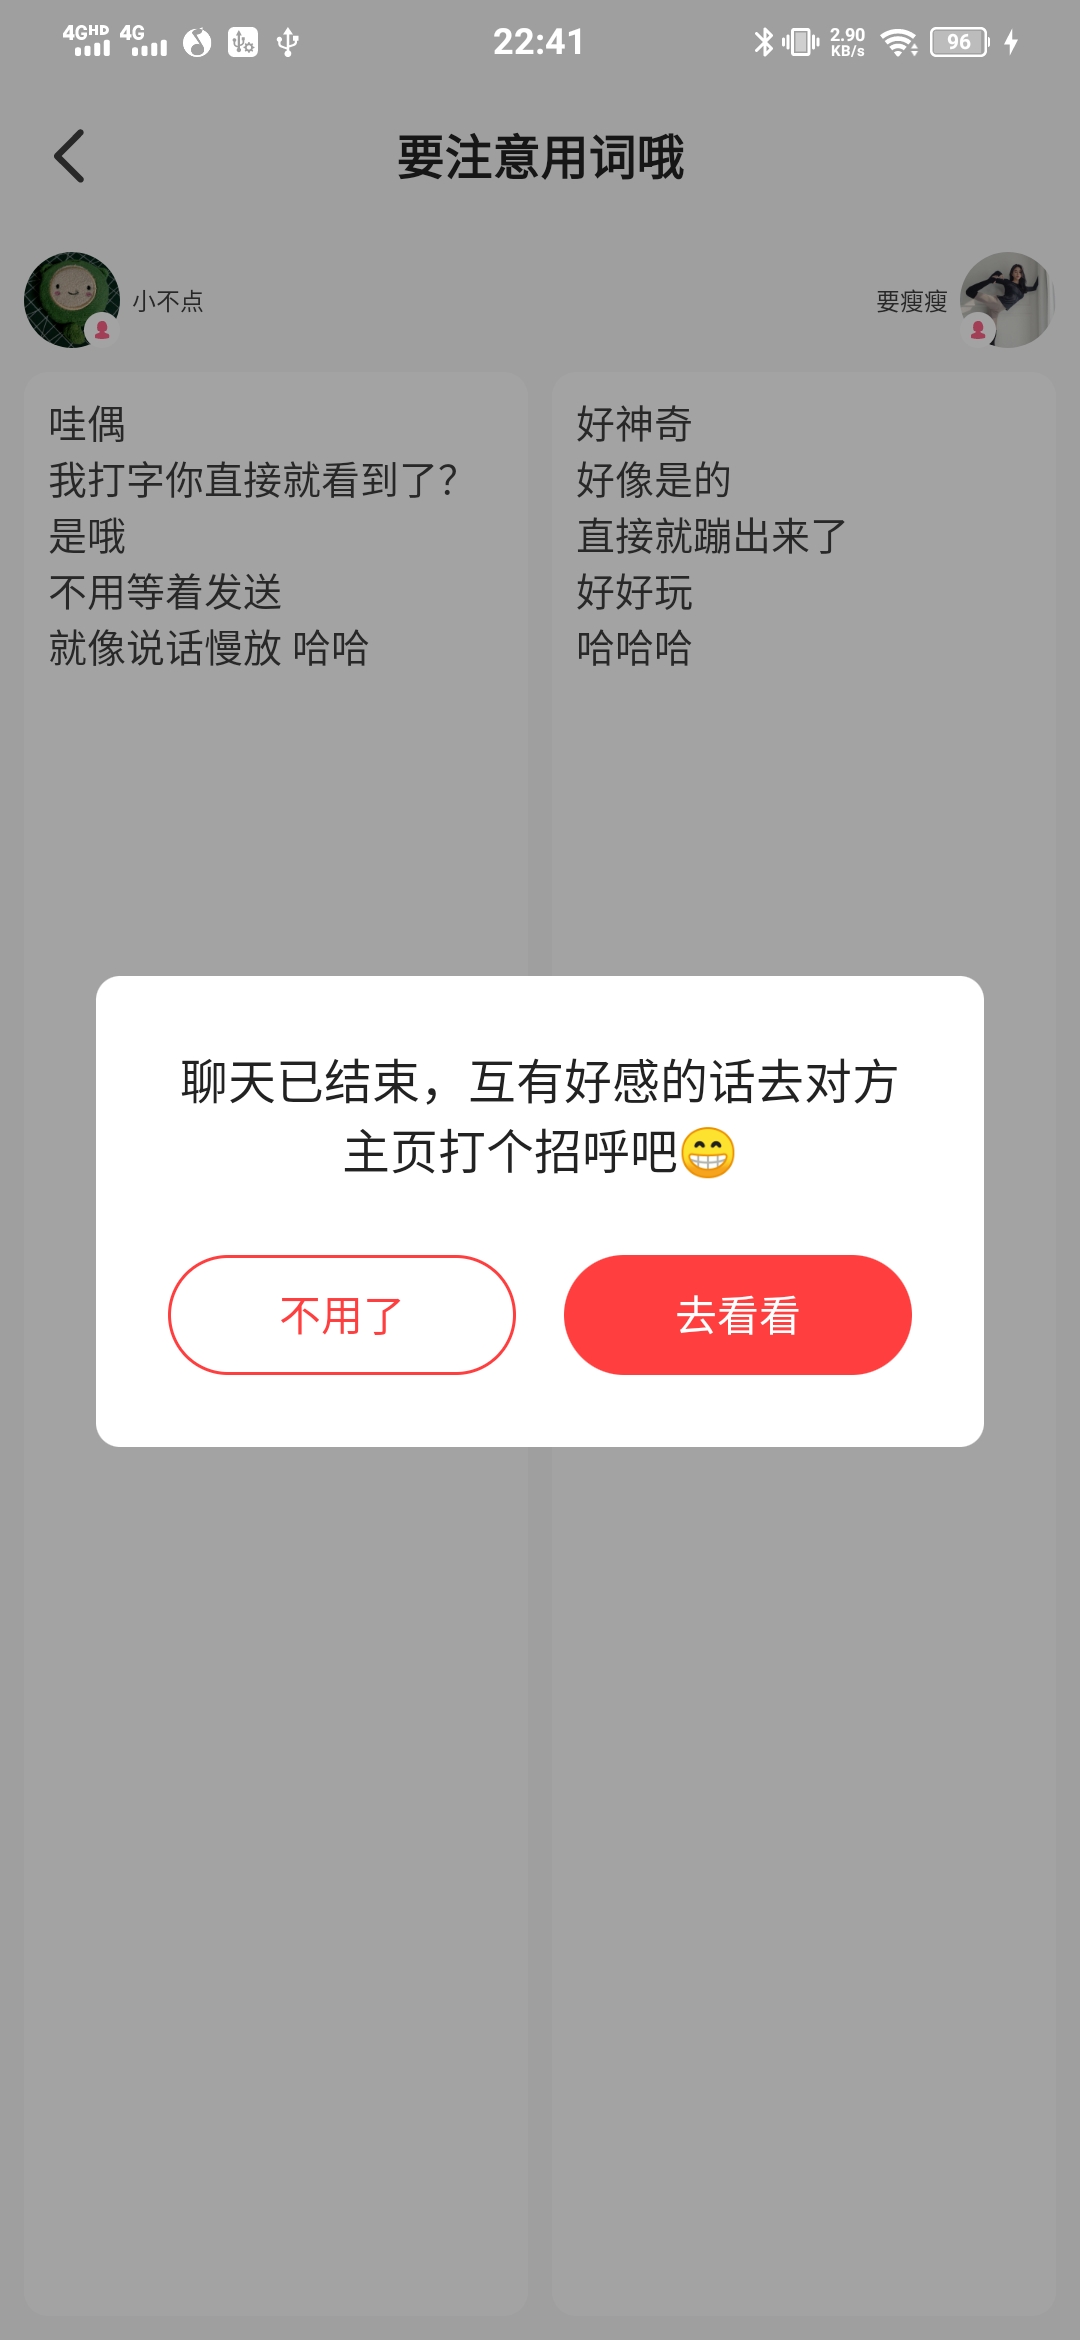 4GHD 4G 22:41 2.90 KB/s 96
要注意用词哦
小不点
要瘦瘦
哇偶
我打字你直接就看到了?
是哦
不用等着发送
就像说话慢放 哈哈
好神奇
好像是的
直接就蹦出来了
好好玩
哈哈哈
聊天已结束，互有好感的话去对方
主页打个招呼吧😁
不用了
去看看